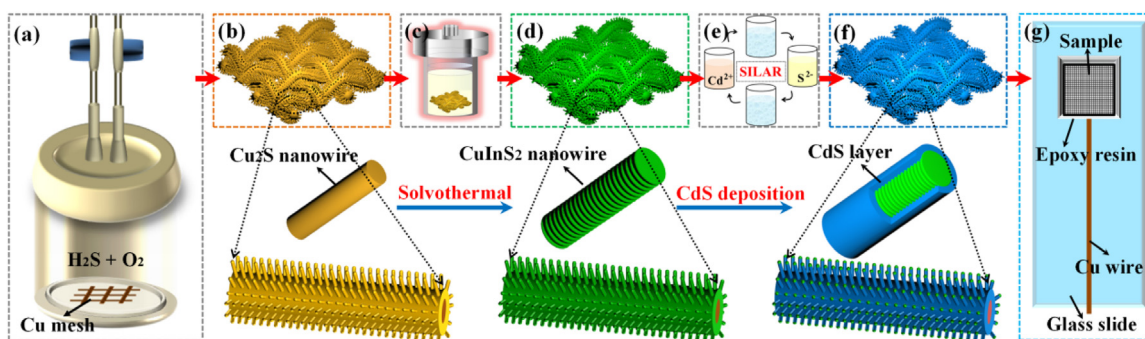 (a)
H₂S + O₂
Cu mesh
(b)
Cu₂S nanowire
Solvothermal
(c)
(d)
CuInS₂ nanowire
CdS deposition
(e)
Cd²⁺
SILAR
S²⁻
(f)
CdS layer
(g)
Sample
Epoxy resin
Cu wire
Glass slide